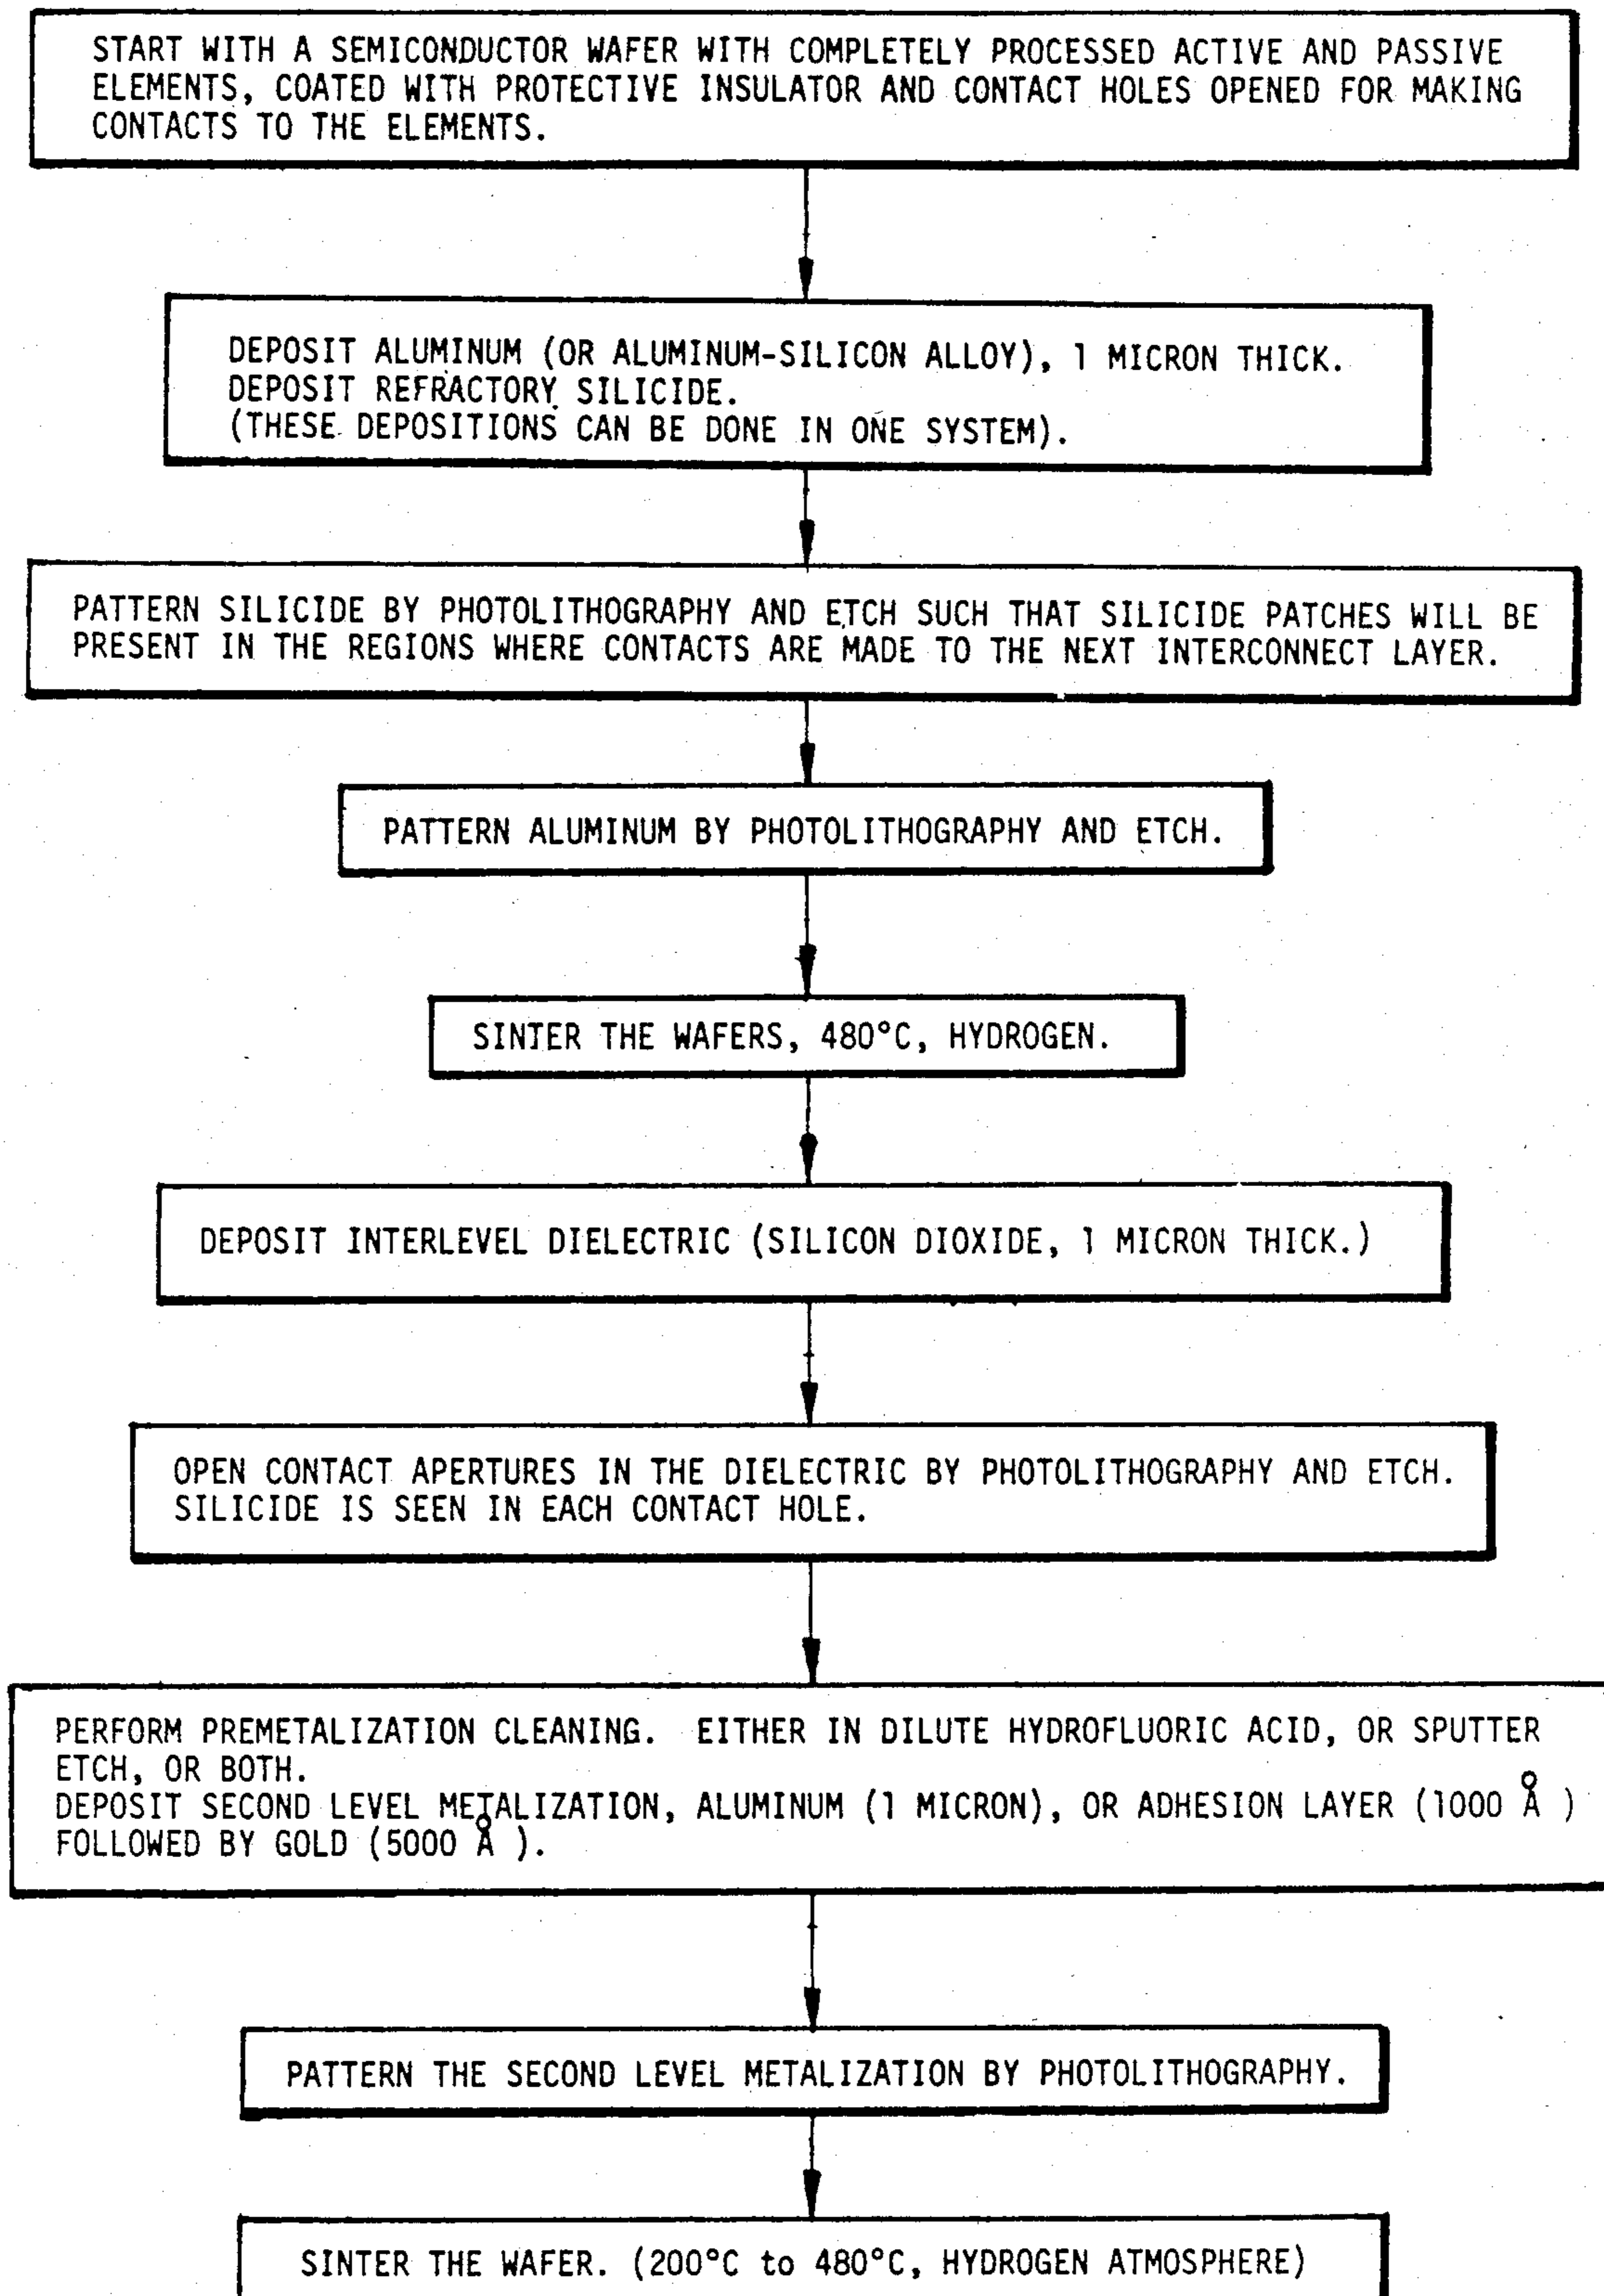 START WITH A SEMICONDUCTOR WAFER WITH COMPLETELY PROCESSED ACTIVE AND PASSIVE
ELEMENTS, COATED WITH PROTECTIVE INSULATOR AND CONTACT HOLES OPENED FOR MAKING
CONTACTS TO THE ELEMENTS.
DEPOSIT ALUMINUM (OR ALUMINUM-SILICON ALLOY), 1 MICRON THICK.
DEPOSIT REFRACTORY SILICIDE.
(THESE DEPOSITIONS CAN BE DONE IN ONE SYSTEM).
PATTERN SILICIDE BY PHOTOLITHOGRAPHY AND ETCH SUCH THAT SILICIDE PATCHES WILL BE
PRESENT IN THE REGIONS WHERE CONTACTS ARE MADE TO THE NEXT INTERCONNECT LAYER.
PATTERN ALUMINUM BY PHOTOLITHOGRAPHY AND ETCH.
SINTER THE WAFERS, 480°C, HYDROGEN.
DEPOSIT INTERLEVEL DIELECTRIC (SILICON DIOXIDE, 1 MICRON THICK.)
OPEN CONTACT APERTURES IN THE DIELECTRIC BY PHOTOLITHOGRAPHY AND ETCH.
SILICIDE IS SEEN IN EACH CONTACT HOLE.
PERFORM PREMETALIZATION CLEANING. EITHER IN DILUTE HYDROFLUORIC ACID, OR SPUTTER
ETCH, OR BOTH.
DEPOSIT SECOND LEVEL METALIZATION, ALUMINUM (1 MICRON), OR ADHESION LAYER (1000 Å )
FOLLOWED BY GOLD (5000 Å ).
PATTERN THE SECOND LEVEL METALIZATION BY PHOTOLITHOGRAPHY.
SINTER THE WAFER. (200°C to 480°C, HYDROGEN ATMOSPHERE)